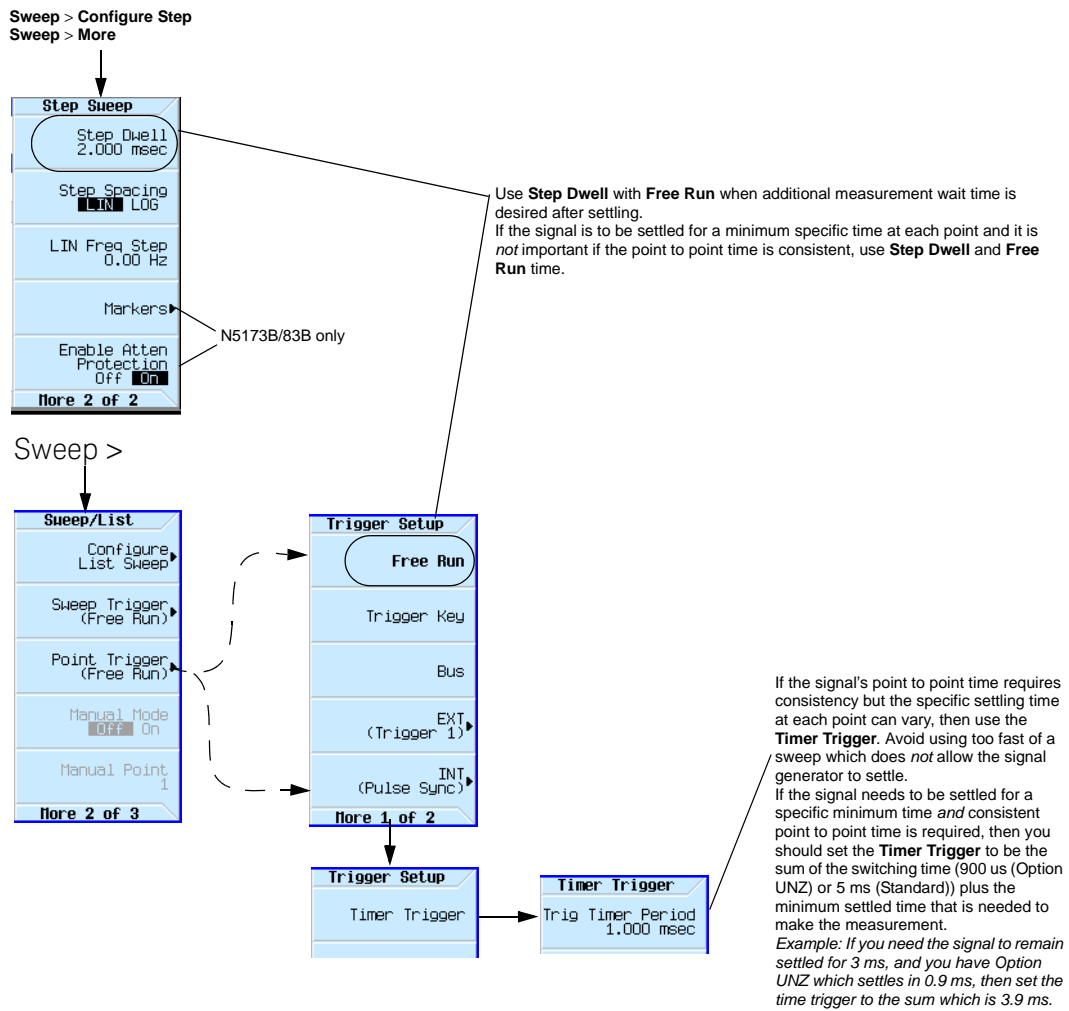 Sweep > Configure Step
Sweep > More
Step Sweep
Step Dwell
2.000 msec
Step Spacing
LIN LOG
LIN Freq Step
0.00 Hz
Markers
Enable Atten
Protection
Off On
More 2 of 2
N5173B/83B only
Use Step Dwell with Free Run when additional measurement wait time is
desired after settling.
If the signal is to be settled for a minimum specific time at each point and it is
not important if the point to point time is consistent, use Step Dwell and Free
Run time.
Sweep >
Sweep/List
Configure
List Sweep
Sweep Trigger
(Free Run)
Point Trigger
(Free Run)
Manual Mode
Off On
Manual Point
1
More 2 of 3
Trigger Setup
Free Run
Trigger Key
Bus
EXT
(Trigger 1)
INT
(Pulse Sync)
More 1 of 2
Trigger Setup
Timer Trigger
Timer Trigger
Trig Timer Period
1.000 msec
If the signal's point to point time requires
consistency but the specific settling time
at each point can vary, then use the
Timer Trigger. Avoid using too fast of a
sweep which does not allow the signal
generator to settle.
If the signal needs to be settled for a
specific minimum time and consistent
point to point time is required, then you
should set the Timer Trigger to be the
sum of the switching time (900 us (Option
UNZ) or 5 ms (Standard)) plus the
minimum settled time that is needed to
make the measurement.
Example: If you need the signal to remain
settled for 3 ms, and you have Option
UNZ which settles in 0.9 ms, then set the
time trigger to the sum which is 3.9 ms.